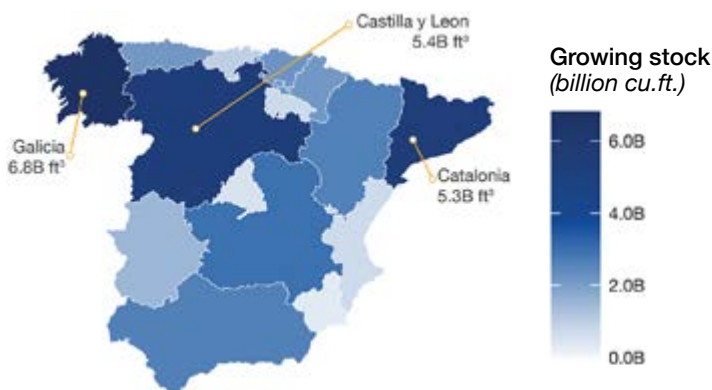 Castilla y Leon
5.4B ft³
Galicia
6.8B ft³
Catalonia
5.3B ft³
Growing stock
(billion cu.ft.)
6.0B
4.0B
2.0B
0.0B